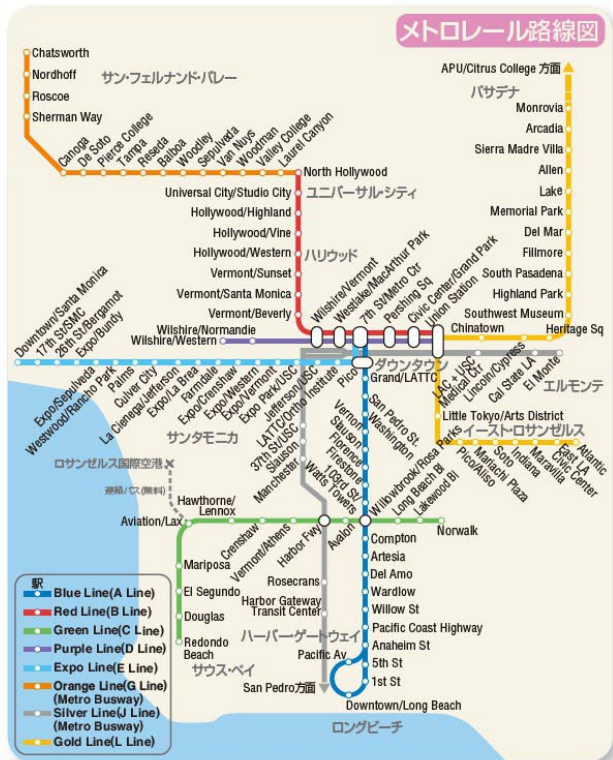 メトロレール路線図
Chatsworth
Nordhoff
Roscoe
Sherman Way
サン・フェルナンド・バレー
Canoga
De Soto
Pierce College
Tampa
Reseda
Balboa
Woodley
Sepulveda
Van Nuys
Woodman
Valley College
Laurel Canyon
North Hollywood
Universal City/Studio City
ユニバーサル・シティ
Hollywood/Highland
Hollywood/Vine
Hollywood/Western
ハリウッド
Vermont/Sunset
Vermont/Santa Monica
Vermont/Beverly
APU/Citrus College 方面
パサデナ
Monrovia
Arcadia
Sierra Madre Villa
Allen
Lake
Memorial Park
Del Mar
Fillmore
South Pasadena
Highland Park
Southwest Museum
Heritage Sq
Chinatown
Wilshire/Vermont
Westlake/MacArthur Park
7th St/Metro Ctr
Pershing Sq
Civic Center/Grand Park
Union Station
Wilshire/Normandie
Wilshire/Western
Downtown/Santa Monica
17th St/SMC
26th St/Bergamot
Expo/Bundy
Expo/Sepulveda
Westwood/Rancho Park
Palms
Culver City
La Cienega/Jefferson
Expo/La Brea
Farmdale
Expo/Crenshaw
Expo/Western
Expo/Vermont
Expo Park/USC
Jefferson/USC
LATTC/Ortho Institute
Pico
ダウンタウン
Grand/LATTC
37th St/USC
Slauson
Manchester
サンタモニカ
LAC + USC
Medical Ctr
Lincoln/Cypress
Cal State LA
El Monte
エルモンテ
Little Tokyo/Arts District
イースト・ロサンゼルス
Pico/Aliso
Mariachi Plaza
Soto
Indiana
Maravilla
East LA
Civic Center
Atlantic
San Pedro St.
Washington
Vernon
Slauson
Florence
Firestone
103rd St/
Watts Towers
Willowbrook/Rosa Parks
Long Beach Bl
Lakewood Bl
Norwalk
ロサンゼルス国際空港
連絡バス(無料)
Aviation/Lax
Hawthorne/
Lennox
Crenshaw
Vermont/Athens
Harbor Fwy
Avalon
Mariposa
El Segundo
Douglas
Redondo
Beach
サウス・ベイ
Rosecrans
Harbor Gateway
Transit Center
ハーバー・ゲートウェイ
San Pedro方面
Compton
Artesia
Del Amo
Wardlow
Willow St
Pacific Coast Highway
Anaheim St
Pacific Av
5th St
1st St
Downtown/Long Beach
ロングビーチ
駅
Blue Line(A Line)
Red Line(B Line)
Green Line(C Line)
Purple Line(D Line)
Expo Line(E Line)
Orange Line(G Line)
(Metro Busway)
Silver Line(J Line)
(Metro Busway)
Gold Line(L Line)